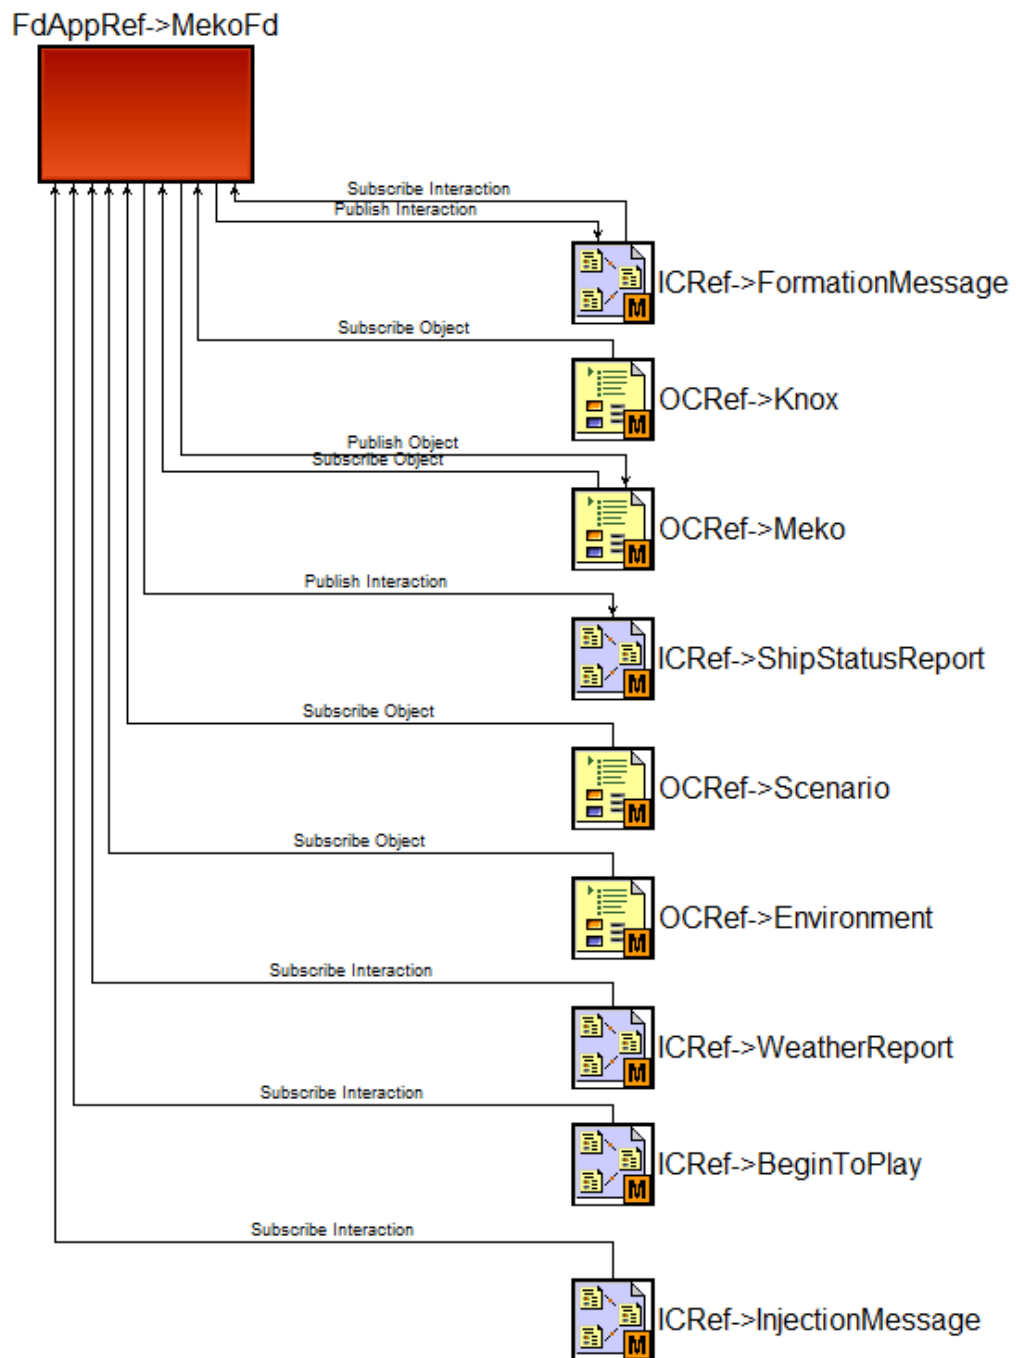 FdAppRef->MekoFd
Subscribe Interaction
Publish Interaction
M
ICRef->FormationMessage
Subscribe Object
M
OCRef->Knox
Publish Object
Subscribe Object
M
OCRef->Meko
Publish Interaction
M
ICRef->ShipStatusReport
Subscribe Object
M
OCRef->Scenario
Subscribe Object
M
OCRef->Environment
Subscribe Interaction
M
ICRef->WeatherReport
Subscribe Interaction
M
ICRef->BeginToPlay
Subscribe Interaction
M
ICRef->InjectionMessage